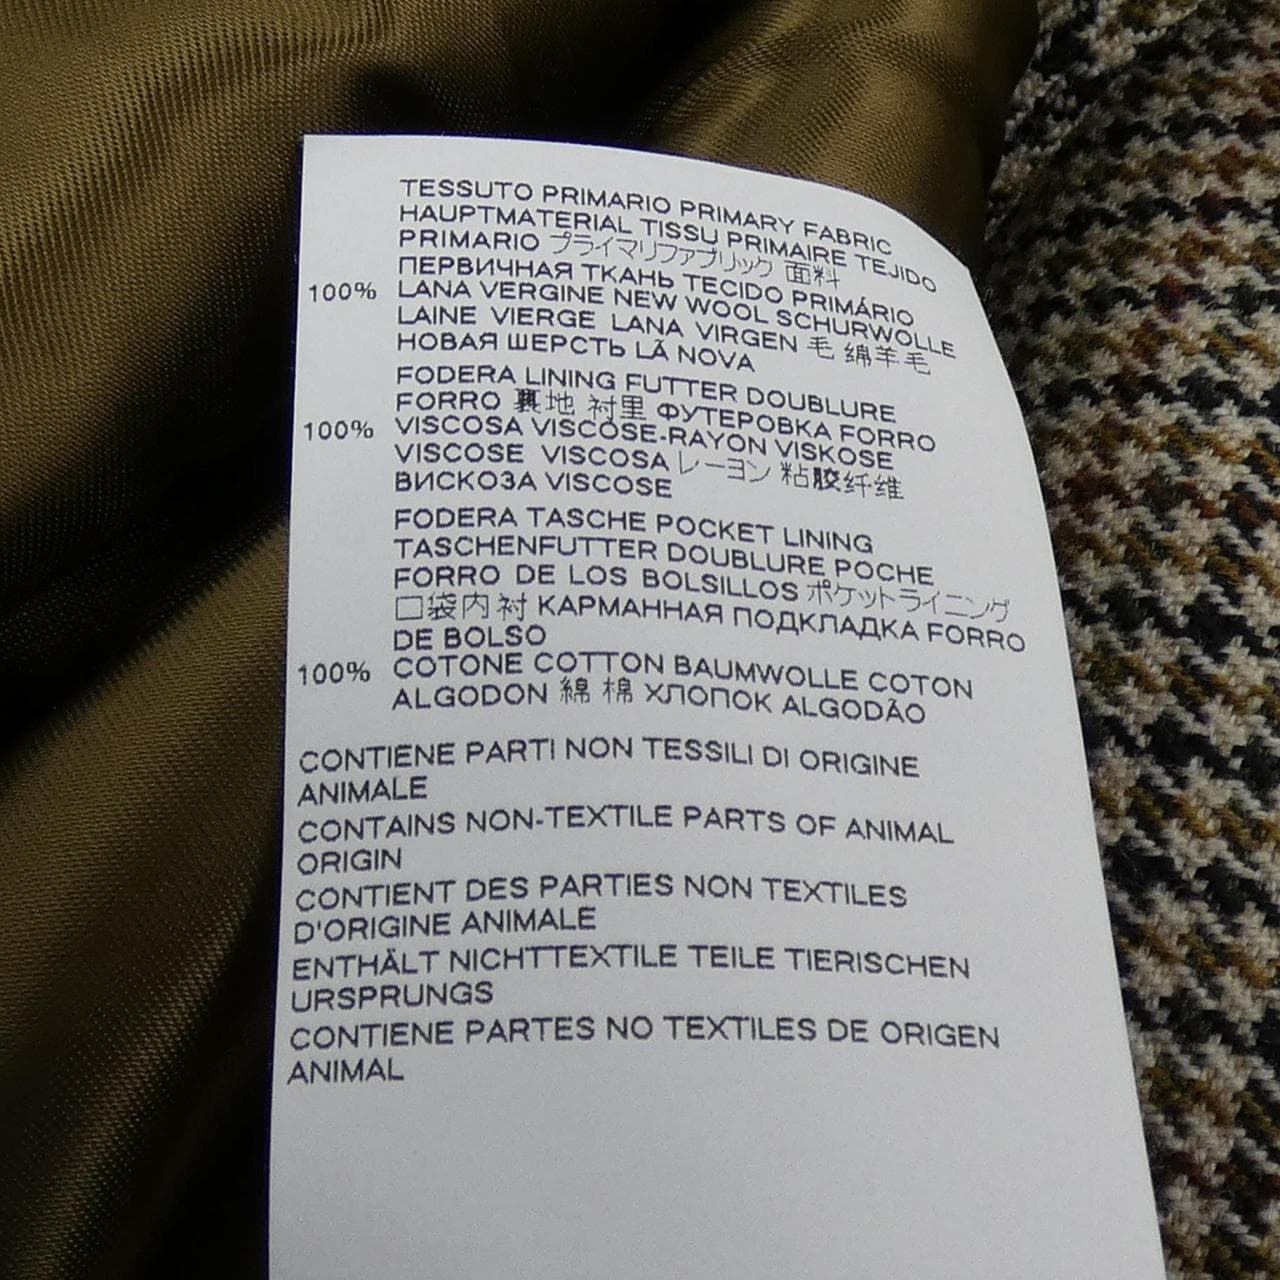 TESSUTO PRIMARIO PRIMARY FABRIC
HAUPTMATERIAL TISSU PRIMAIRE TEJIDO
PRIMARIO プライマリファブリック 面料
ПЕРВИЧНАЯ ТКАНЬ TECIDO PRIMÁRIO
100% LANA VERGINE NEW WOOL SCHURWOLLE
LAINE VIERGE LANA VIRGEN 毛 绵羊毛
НОВАЯ ШЕРСТЬ LÃ NOVA
FODERA LINING FUTTER DOUBLURE
FORRO 裏地 衬里 ФУТЕРОВКА FORRO
100% VISCOSA VISCOSE-RAYON VISKOSE
VISCOSE VISCOSA レーヨン 粘胶纤维
ВИСКОЗА VISCOSE
FODERA TASCHE POCKET LINING
TASCHENFUTTER DOUBLURE POCHE
FORRO DE LOS BOLSILLOS ポケットライニング
口袋内衬 КАРМАННАЯ ПОДКЛАДКА FORRO
DE BOLSO
100% COTONE COTTON BAUMWOLLE COTON
ALGODON 綿 棉 ХЛОПОК ALGODÃO
CONTIENE PARTI NON TESSILI DI ORIGINE
ANIMALE
CONTAINS NON-TEXTILE PARTS OF ANIMAL
ORIGIN
CONTIENT DES PARTIES NON TEXTILES
D'ORIGINE ANIMALE
ENTHÄLT NICHTTEXTILE TEILE TIERISCHEN
URSPRUNGS
CONTIENE PARTES NO TEXTILES DE ORIGEN
ANIMAL